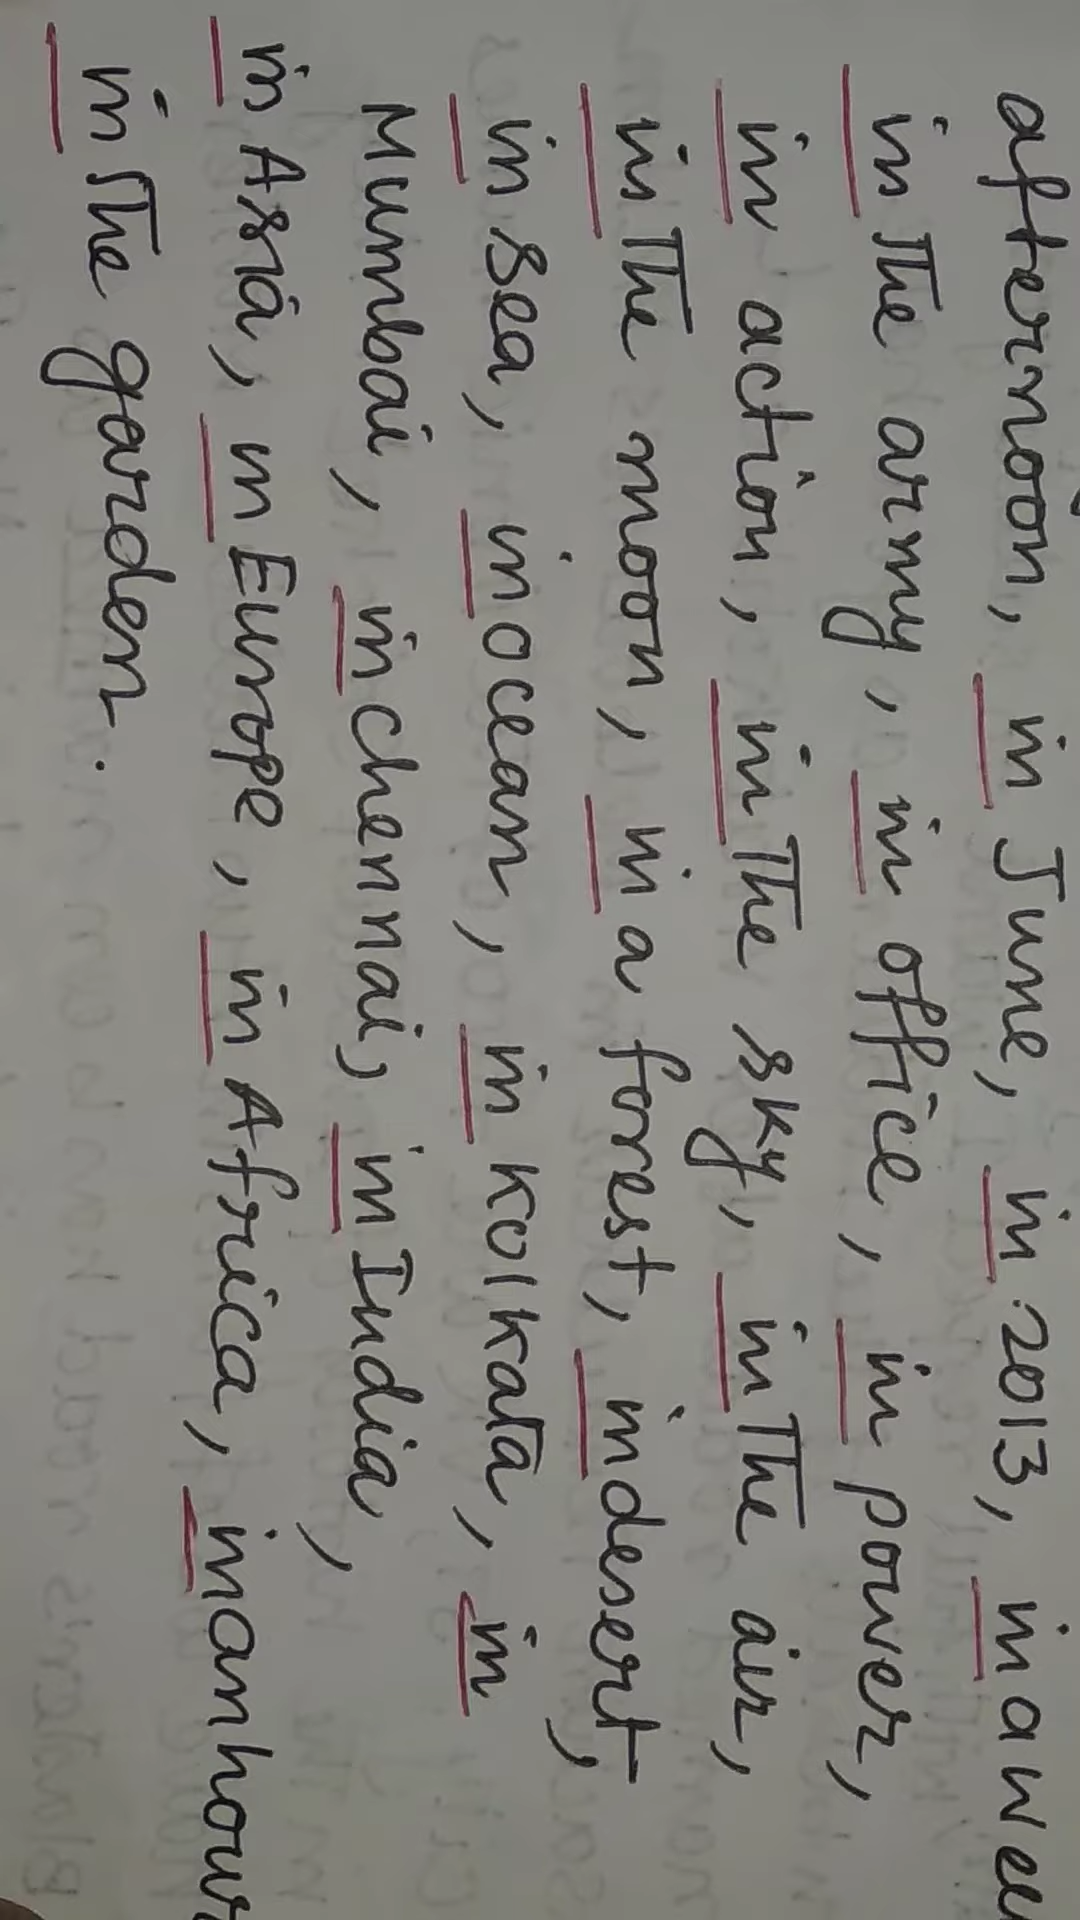 afternoon, in June, in 2013, in a wee
in The army, in office, in power,
in action, in The sky, in The air,
in The moon, in a forest, in desert,
in sea, in ocean, in Kolkata, in
Mumbai, in chennai, in India,
in Asia, in Europe, in Africa, in an hour
in The garden.